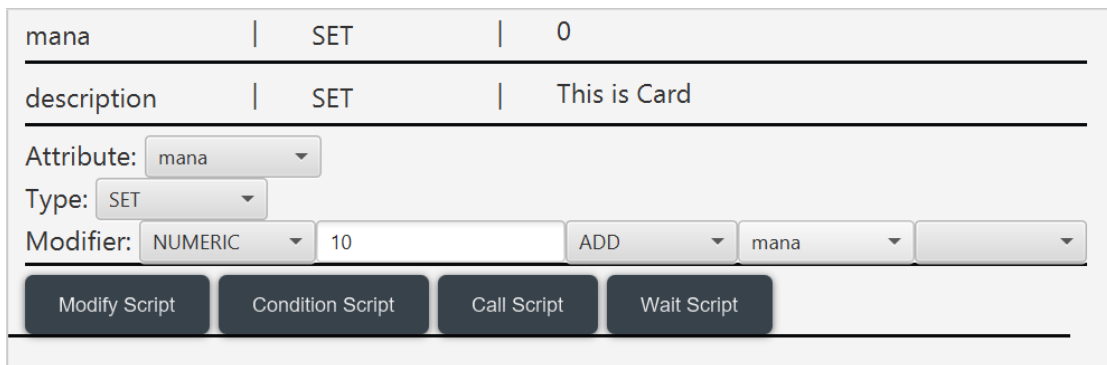 mana | SET | 0
description | SET | This is Card
Attribute: mana
Type: SET
Modifier: NUMERIC 10 ADD mana
Modify Script Condition Script Call Script Wait Script